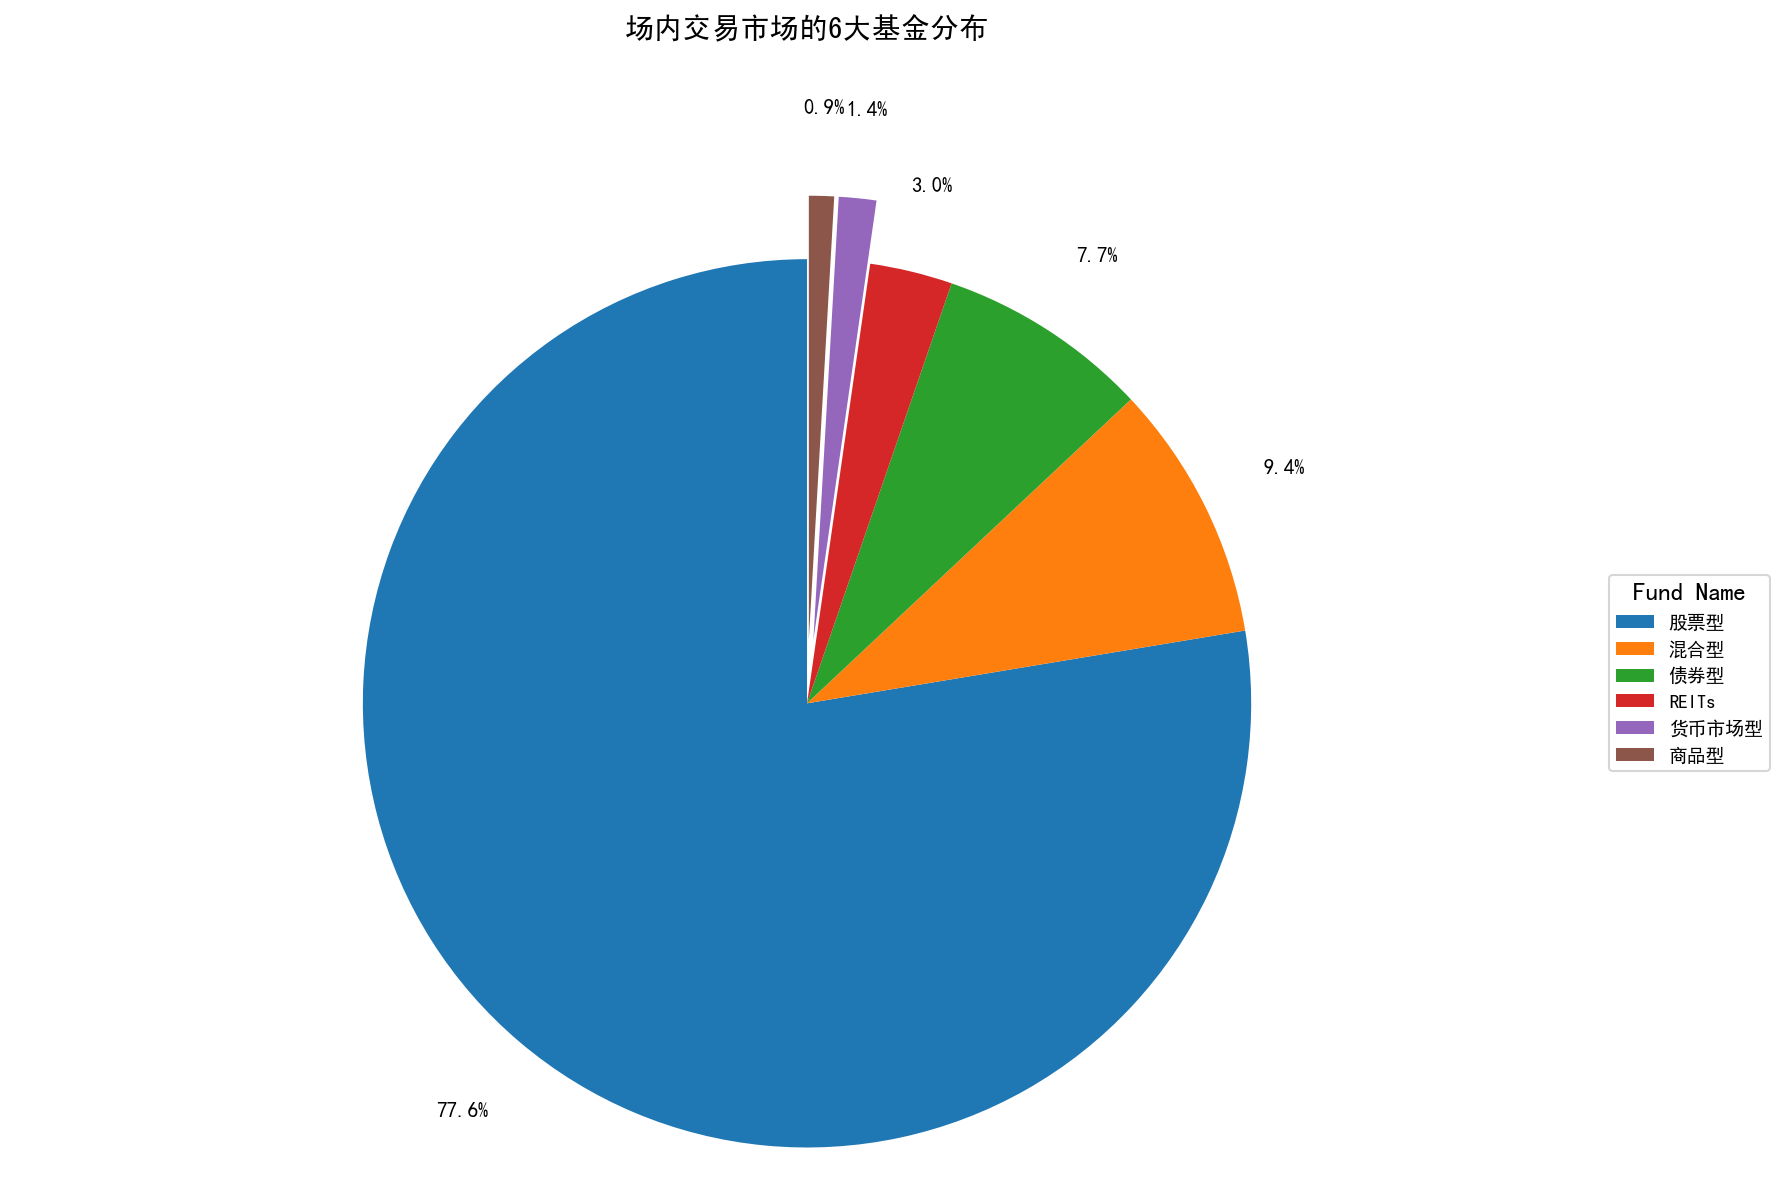 场内交易市场的6大基金分布
0.9%
1.4%
3.0%
7.7%
9.4%
77.6%
Fund Name
股票型
混合型
债券型
REITs
货币市场型
商品型